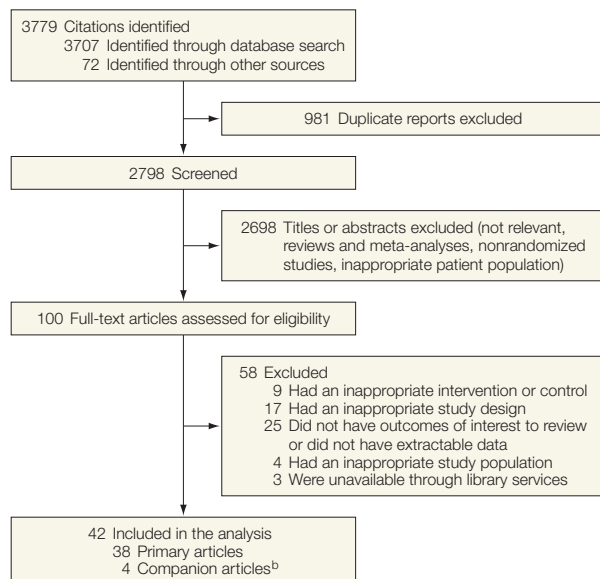 3779 Citations identified
3707 Identified through database search
72 Identified through other sources
981 Duplicate reports excluded
2798 Screened
2698 Titles or abstracts excluded (not relevant,
reviews and meta-analyses, nonrandomized
studies, inappropriate patient population)
100 Full-text articles assessed for eligibility
58 Excluded
9 Had an inappropriate intervention or control
17 Had an inappropriate study design
25 Did not have outcomes of interest to review
or did not have extractable data
4 Had an inappropriate study population
3 Were unavailable through library services
42 Included in the analysis
38 Primary articles
4 Companion articlesb